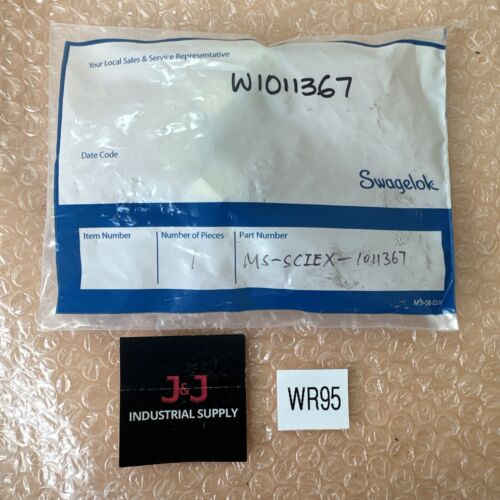 Your Local Sales & Service Representative
W1011367
Date Code
Swagelok
Item Number
Number of Pieces
Part Number
1
MS-SCIEX-1011367
J&J
INDUSTRIAL SUPPLY
WR95